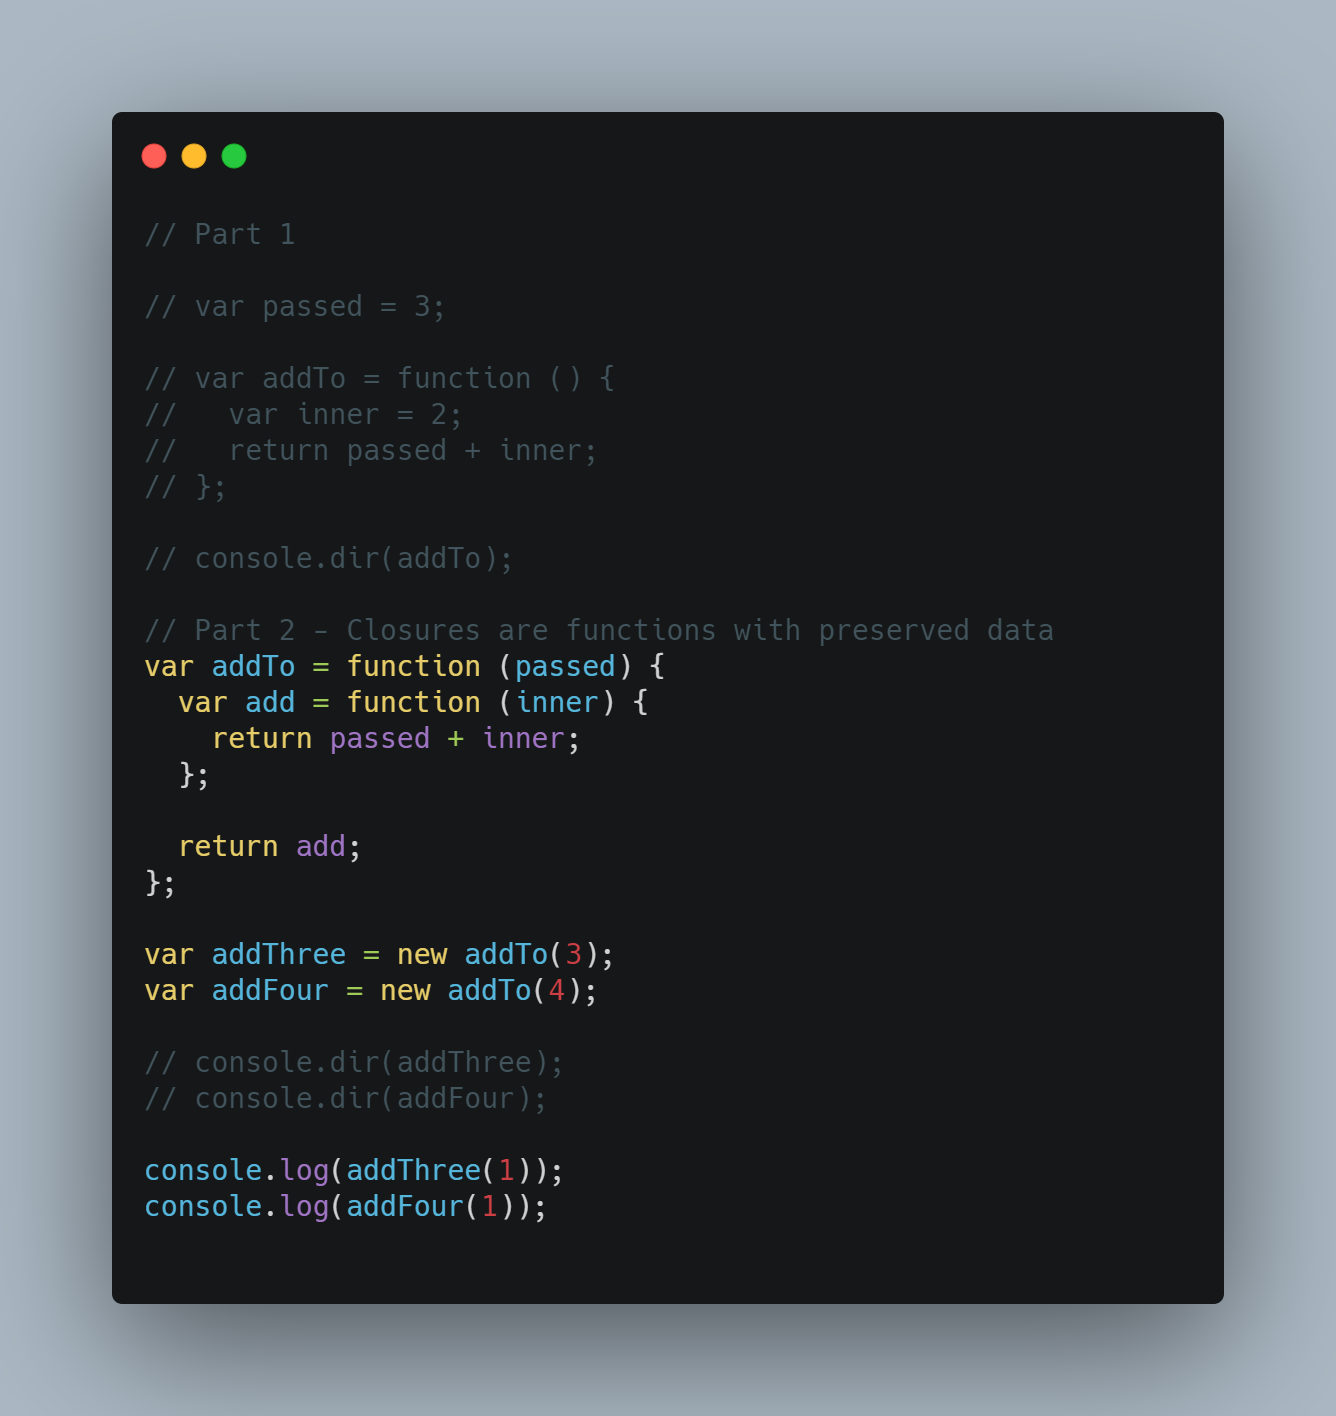 // Part 1
// var passed = 3;
// var addTo = function () {
//   var inner = 2;
//   return passed + inner;
// };
// console.dir(addTo);
// Part 2 - Closures are functions with preserved data
var addTo = function (passed) {
  var add = function (inner) {
    return passed + inner;
  };
  return add;
};
var addThree = new addTo(3);
var addFour = new addTo(4);
// console.dir(addThree);
// console.dir(addFour);
console.log(addThree(1));
console.log(addFour(1));